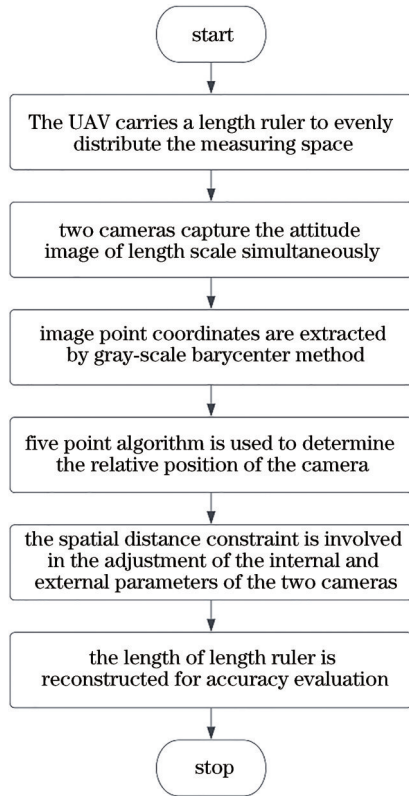 start
The UAV carries a length ruler to evenly
distribute the measuring space
two cameras capture the attitude
image of length scale simultaneously
image point coordinates are extracted
by gray-scale barycenter method
five point algorithm is used to determine
the relative position of the camera
the spatial distance constraint is involved
in the adjustment of the internal and
external parameters of the two cameras
the length of length ruler is
reconstructed for accuracy evaluation
stop